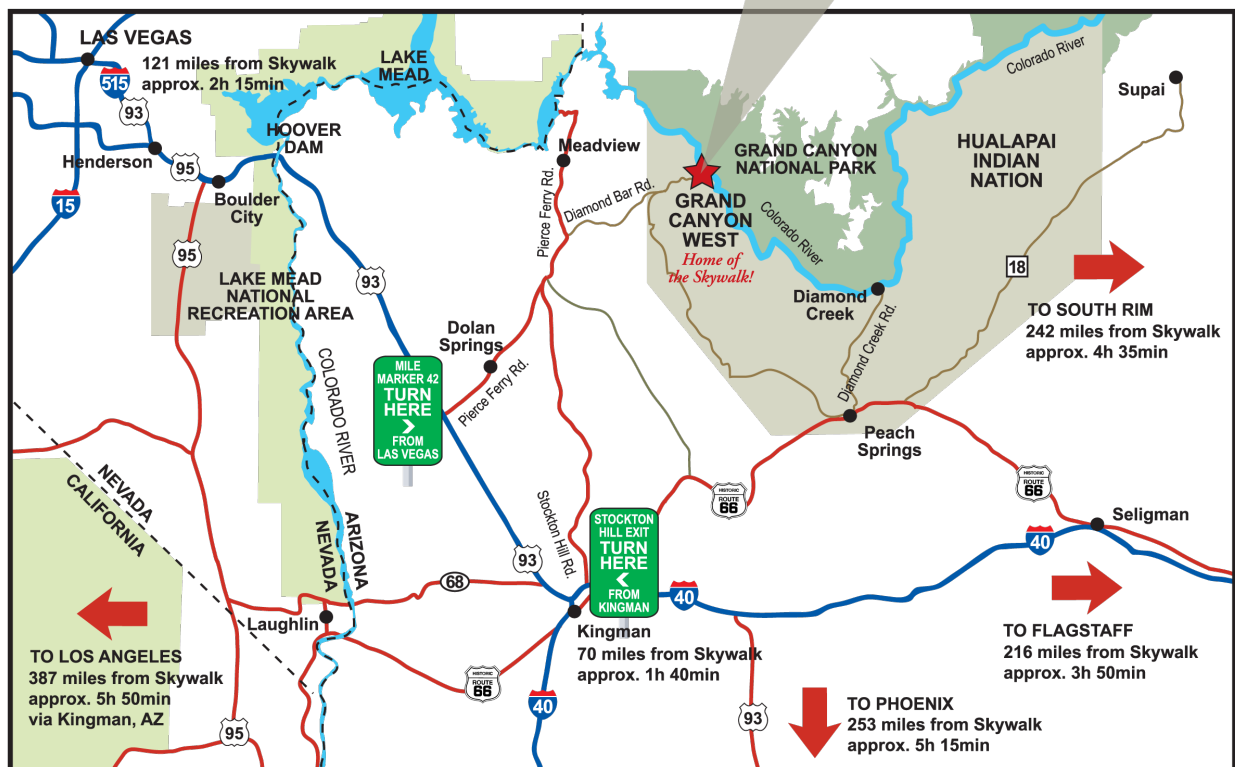 LAS VEGAS
121 miles from Skywalk
approx. 2h 15min
515
93
Henderson
95
15
Boulder
City
HOOVER
DAM
LAKE
MEAD
Meadview
Pierce Ferry Rd.
Diamond Bar Rd.
GRAND
CANYON
WEST
Home of
the Skywalk!
GRAND CANYON
NATIONAL PARK
Colorado River
Colorado River
Supai
HUALAPAI
INDIAN
NATION
18
TO SOUTH RIM
242 miles from Skywalk
approx. 4h 35min
95
LAKE MEAD
NATIONAL
RECREATION AREA
93
COLORADO RIVER
Dolan
Springs
Pierce Ferry Rd.
MILE
MARKER 42
TURN
HERE
>
FROM
LAS VEGAS
Diamond
Creek
Diamond Creek Rd.
Peach
Springs
HISTORIC
ROUTE
66
HISTORIC
ROUTE
66
Seligman
40
NEVADA
CALIFORNIA
ARIZONA
NEVADA
Stockton Hill Rd.
STOCKTON
HILL EXIT
TURN
HERE
<
FROM
KINGMAN
93
68
40
Laughlin
Kingman
70 miles from Skywalk
approx. 1h 40min
HISTORIC
ROUTE
66
40
93
95
TO LOS ANGELES
387 miles from Skywalk
approx. 5h 50min
via Kingman, AZ
TO FLAGSTAFF
216 miles from Skywalk
approx. 3h 50min
TO PHOENIX
253 miles from Skywalk
approx. 5h 15min